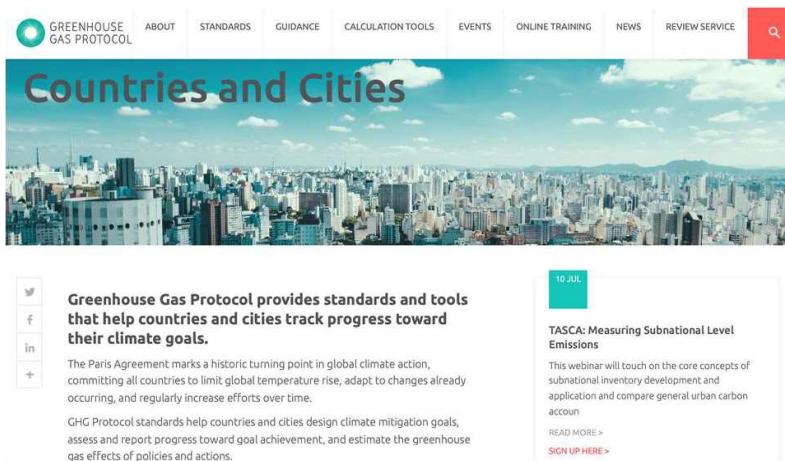 GREENHOUSE
GAS PROTOCOL
ABOUT
STANDARDS
GUIDANCE
CALCULATION TOOLS
EVENTS
ONLINE TRAINING
NEWS
REVIEW SERVICE
Countries and Cities
Greenhouse Gas Protocol provides standards and tools
that help countries and cities track progress toward
their climate goals.
The Paris Agreement marks a historic turning point in global climate action,
committing all countries to limit global temperature rise, adapt to changes already
occurring, and regularly increase efforts over time.
GHG Protocol standards help countries and cities design climate mitigation goals,
assess and report progress toward goal achievement, and estimate the greenhouse
gas effects of policies and actions.
10 JUL
TASCA: Measuring Subnational Level
Emissions
This webinar will touch on the core concepts of
subnational inventory development and
application and compare general urban carbon
accoun
READ MORE >
SIGN UP HERE >